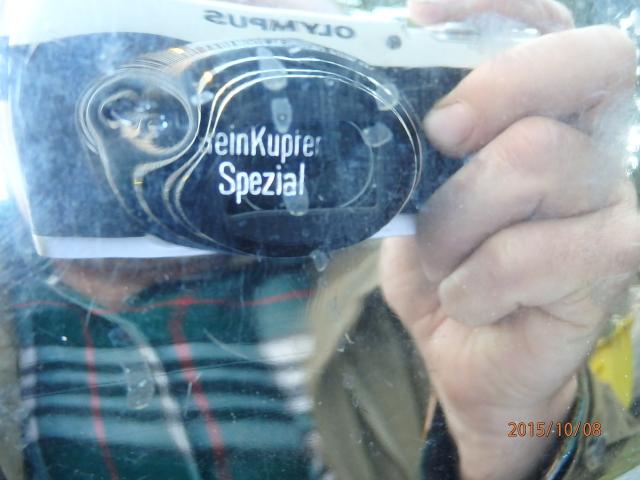 OLYMPUS
einKupfer
Spezial
2015/10/08